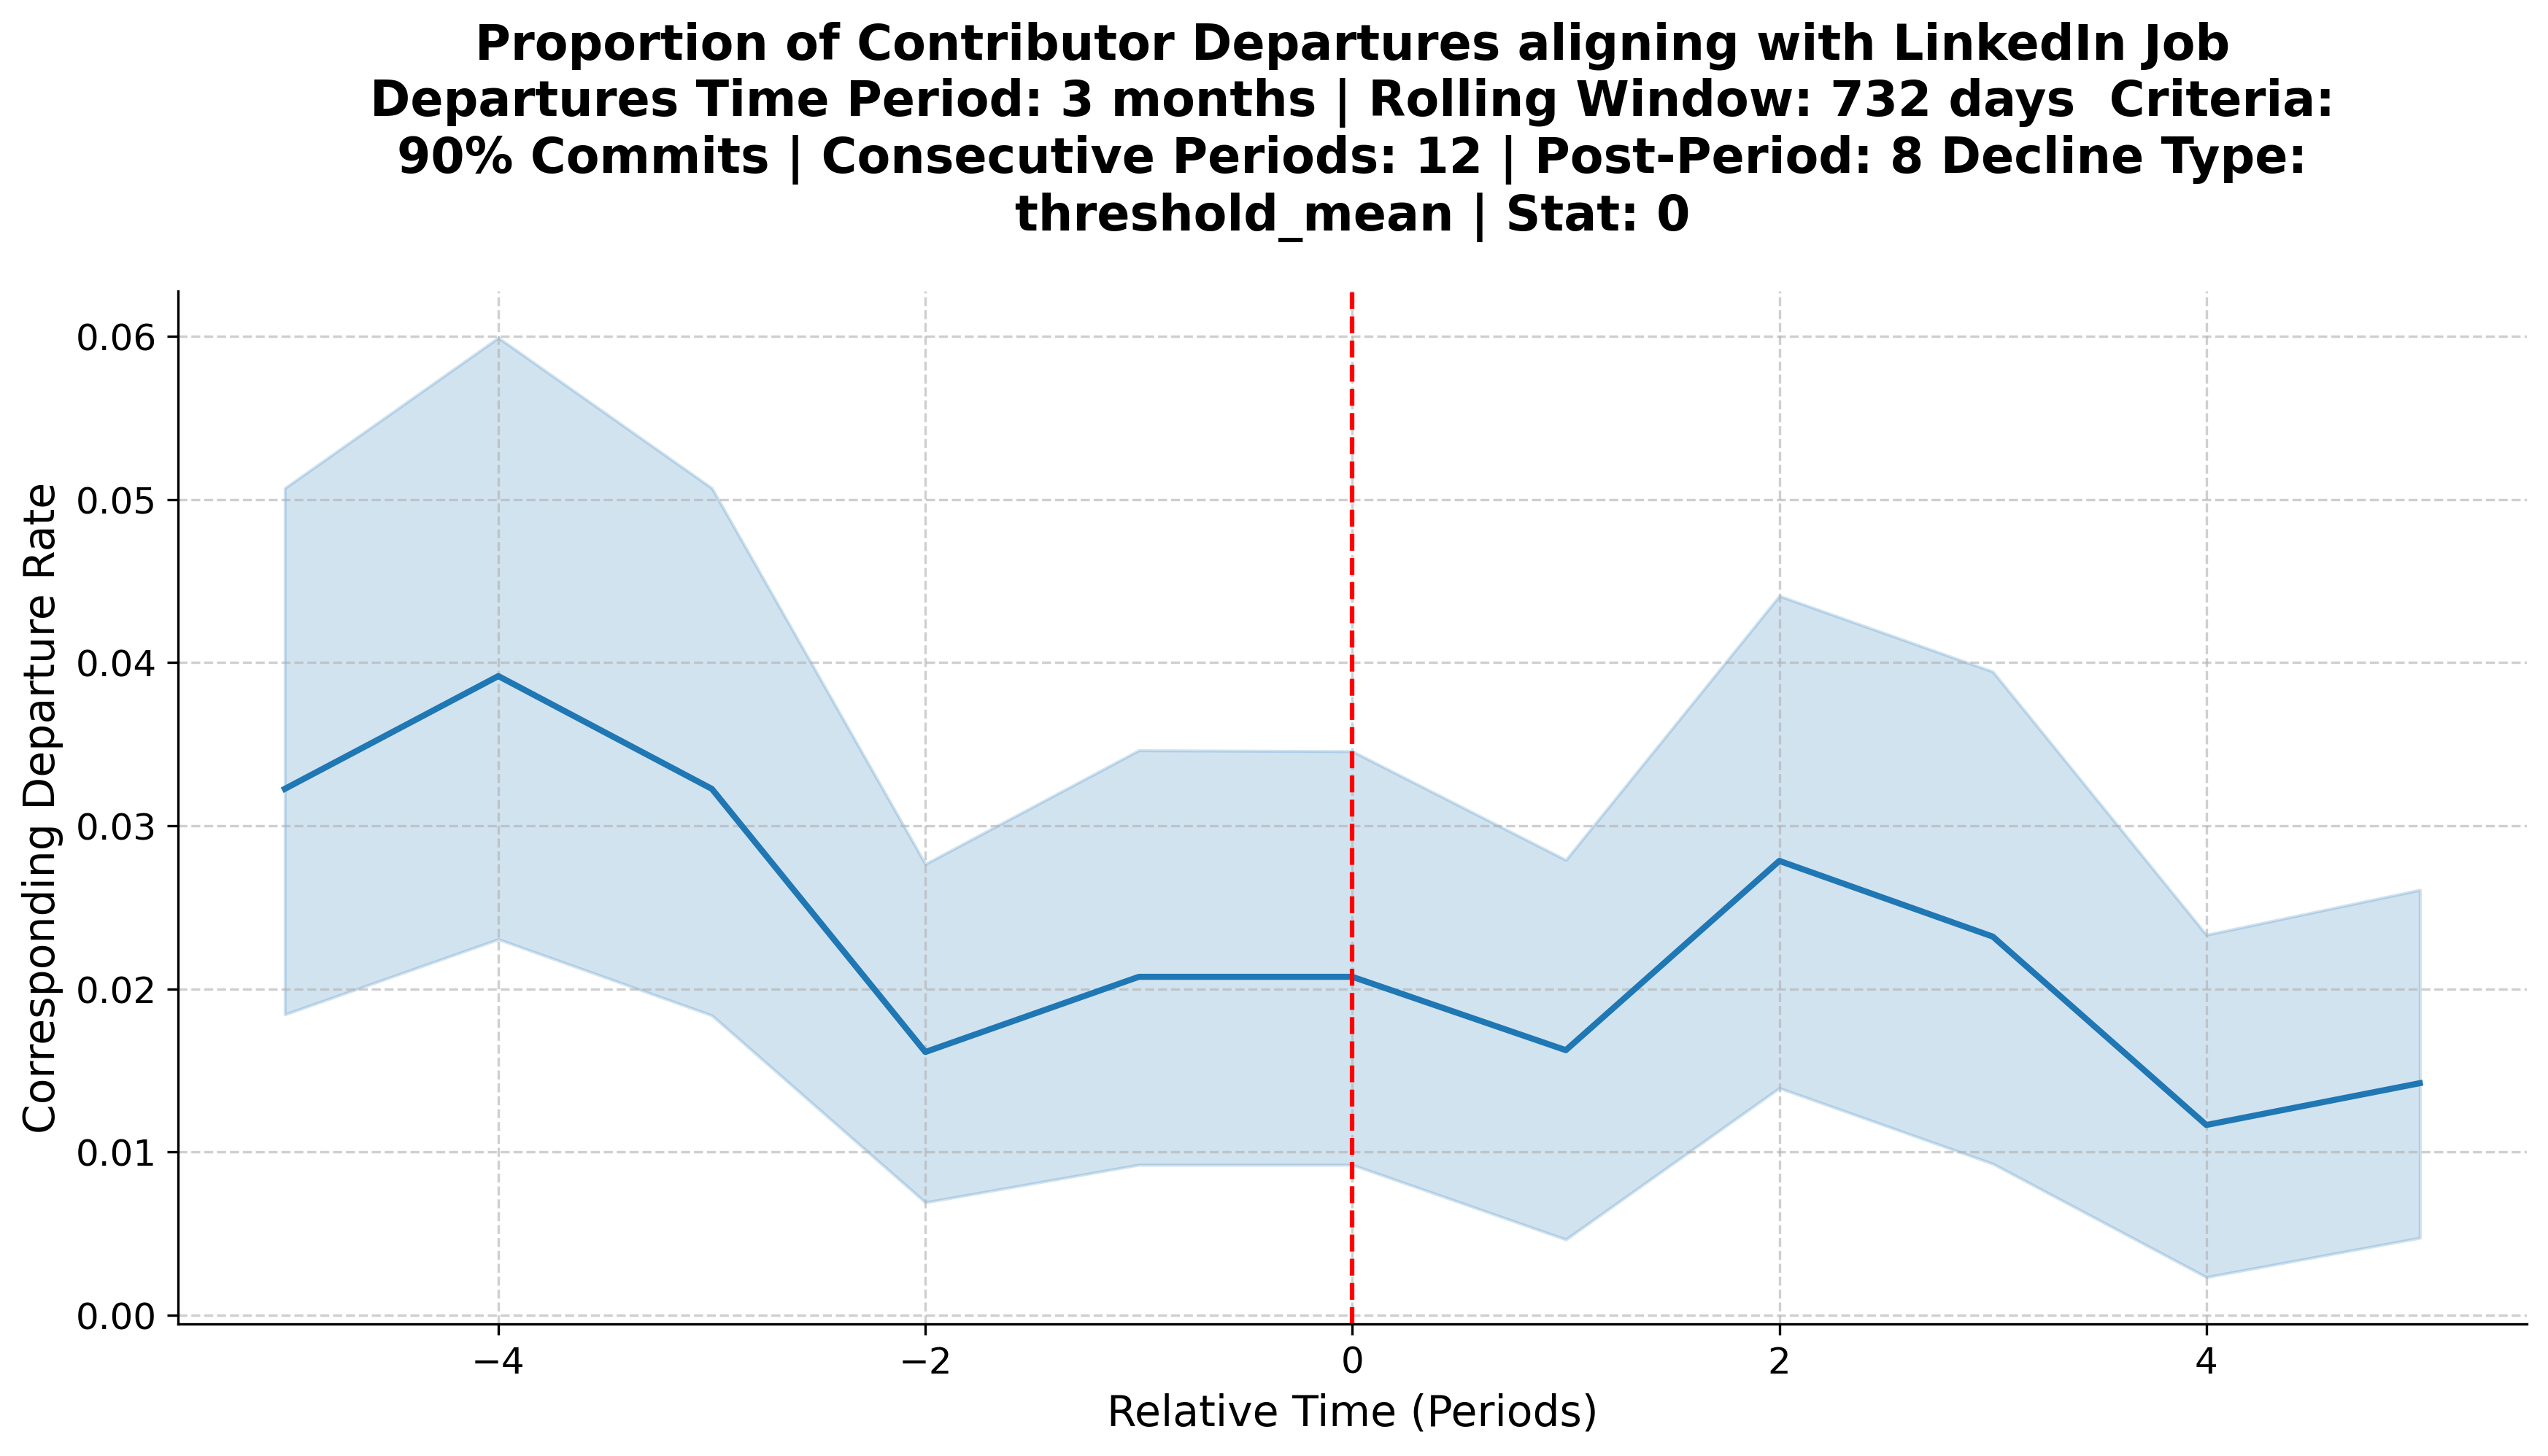 Proportion of Contributor Departures aligning with LinkedIn Job
Departures Time Period: 3 months | Rolling Window: 732 days  Criteria:
90% Commits | Consecutive Periods: 12 | Post-Period: 8 Decline Type:
threshold_mean | Stat: 0
Corresponding Departure Rate
0.06
0.05
0.04
0.03
0.02
0.01
0.00
−4
−2
0
2
4
Relative Time (Periods)